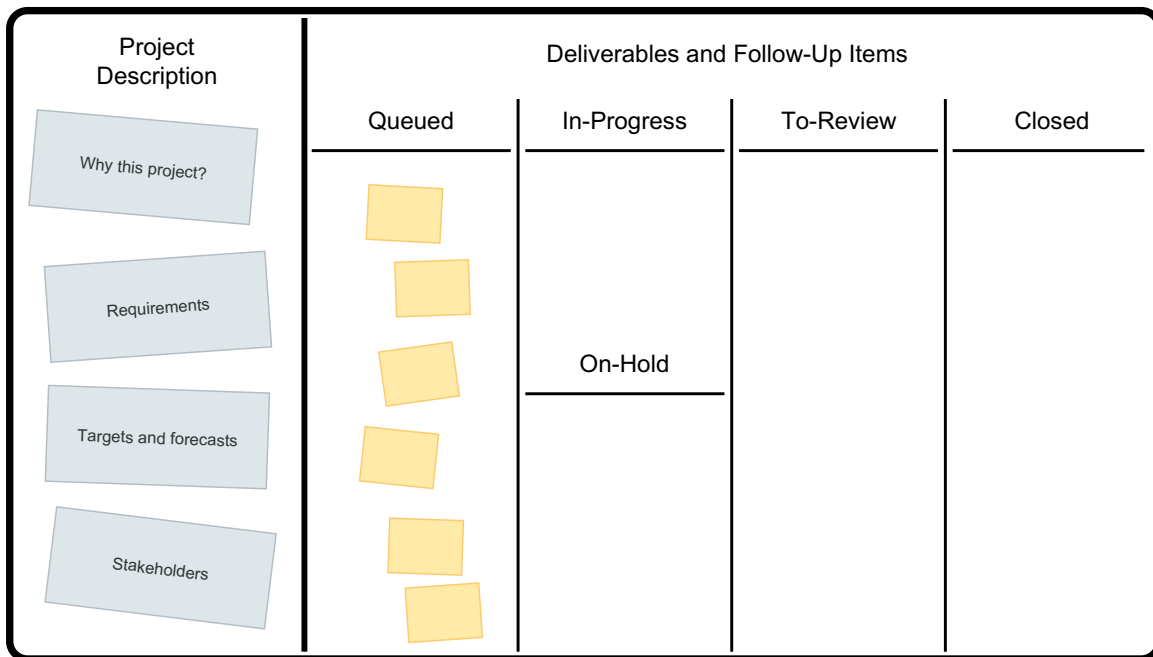 Project
Description
Why this project?
Requirements
Targets and forecasts
Stakeholders
Deliverables and Follow-Up Items
Queued
In-Progress
On-Hold
To-Review
Closed